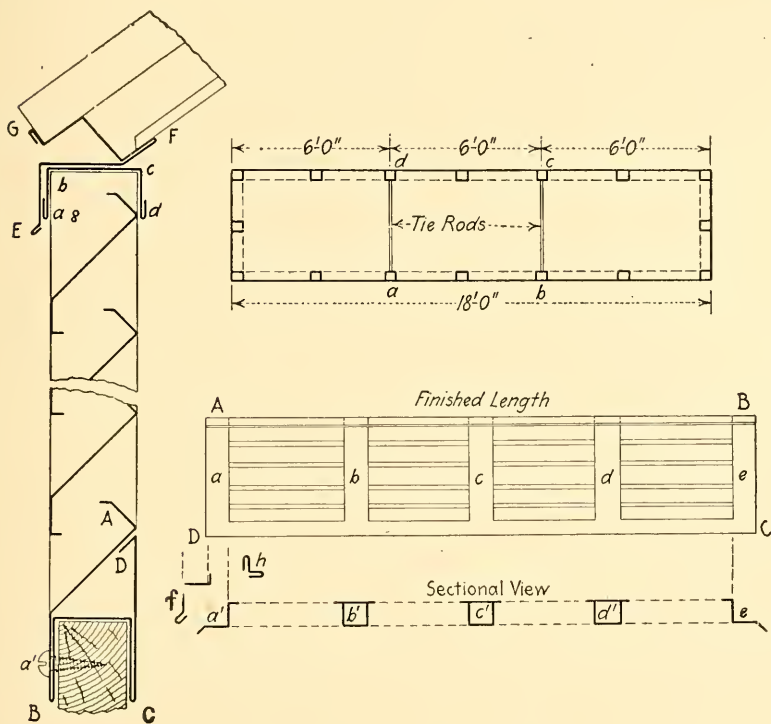 G
F
b
c
E
a
8
d
A
D
a'
B
C
6'0" 6'0" 6'0"
d
c
Tie Rods
a
b
18'0"
A
Finished Length
B
a
b
c
d
e
D
C
h
f
Sectional View
a'
b'
c'
d'
e